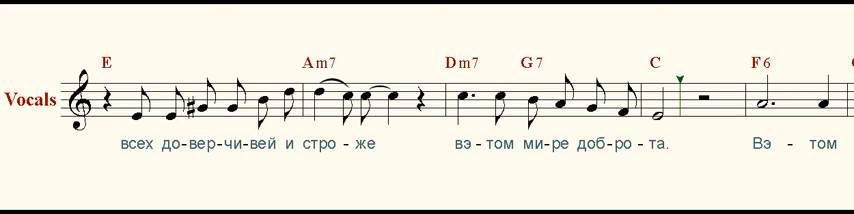 E Am7 Dm7 G7 C F6
Vocals
всех до-вер-чи-вей и стро - же вэ - том ми-ре доб-ро - та. Вэ - том